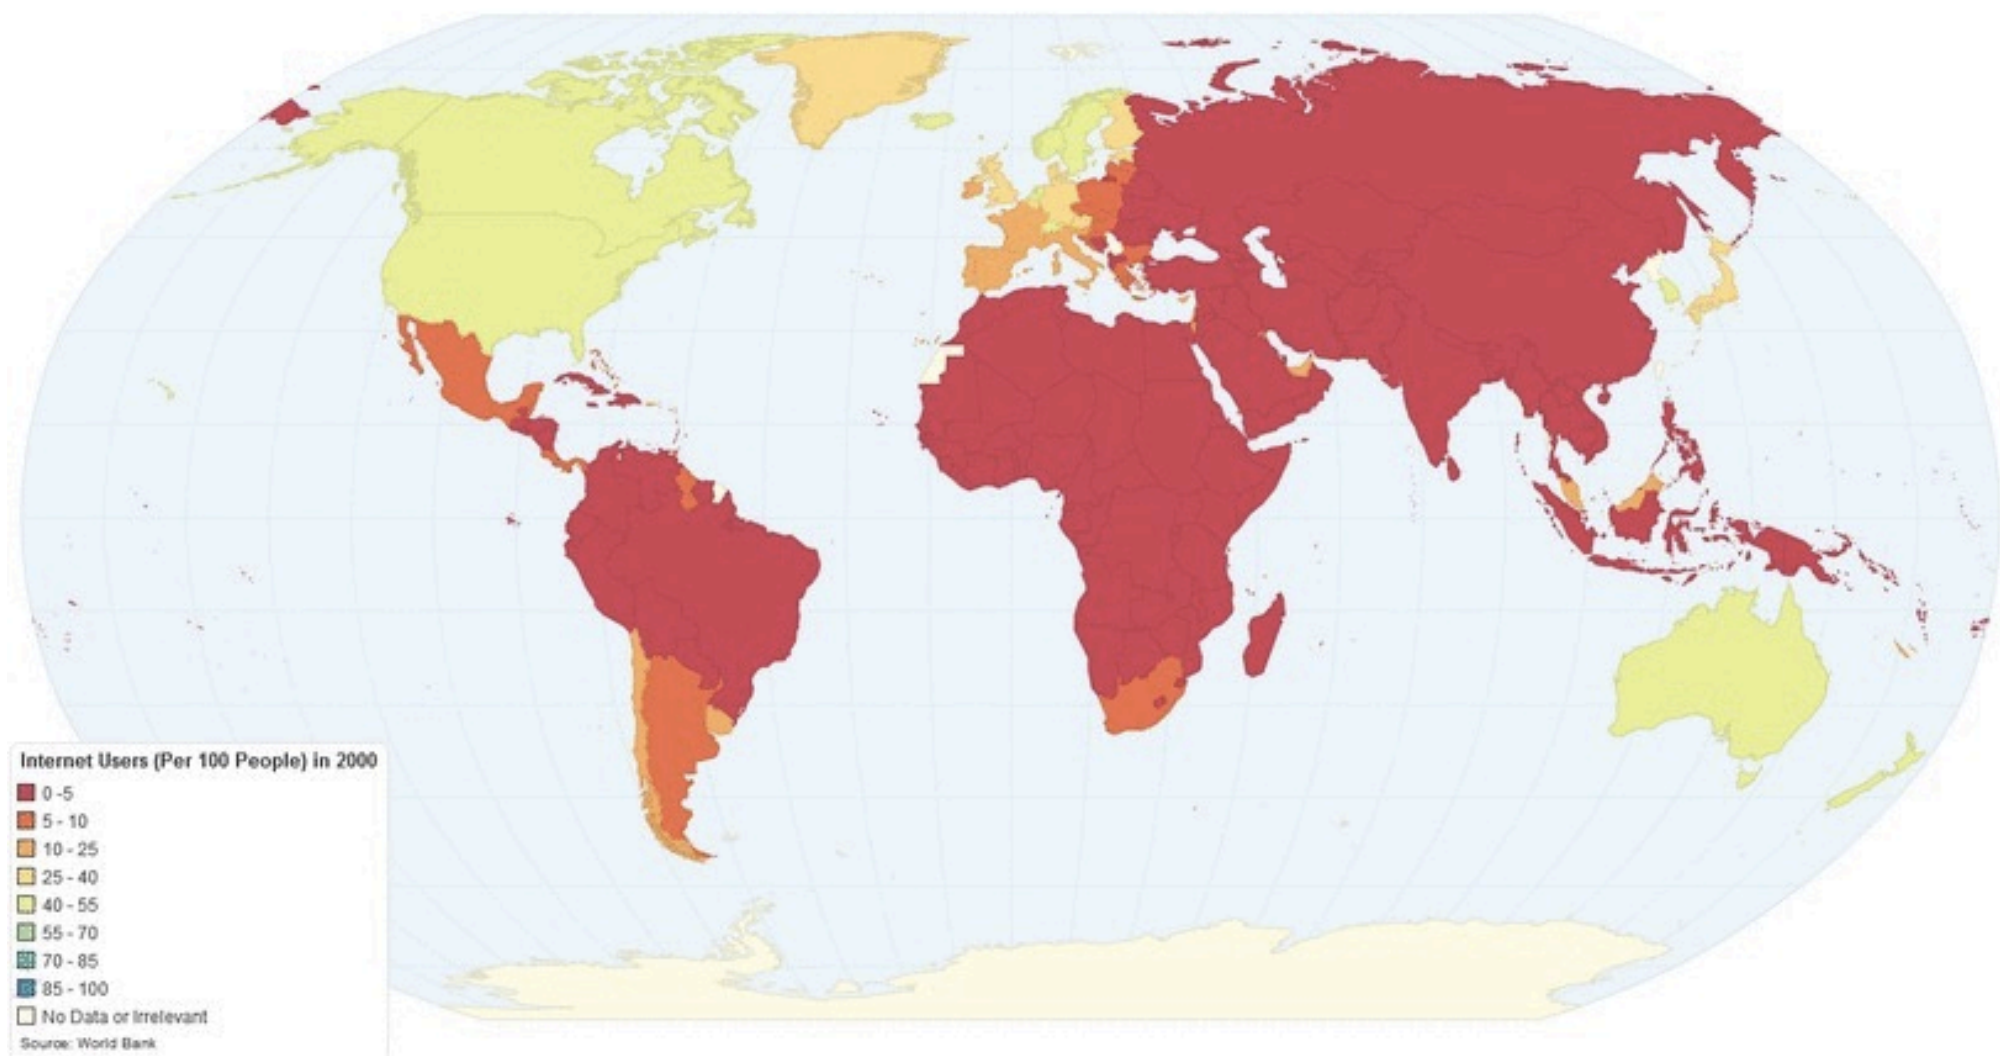 Internet Users (Per 100 People) in 2000
0 -5
5 - 10
10 - 25
25 - 40
40 - 55
55 - 70
70 - 85
85 - 100
No Data or Irrelevant
Source: World Bank